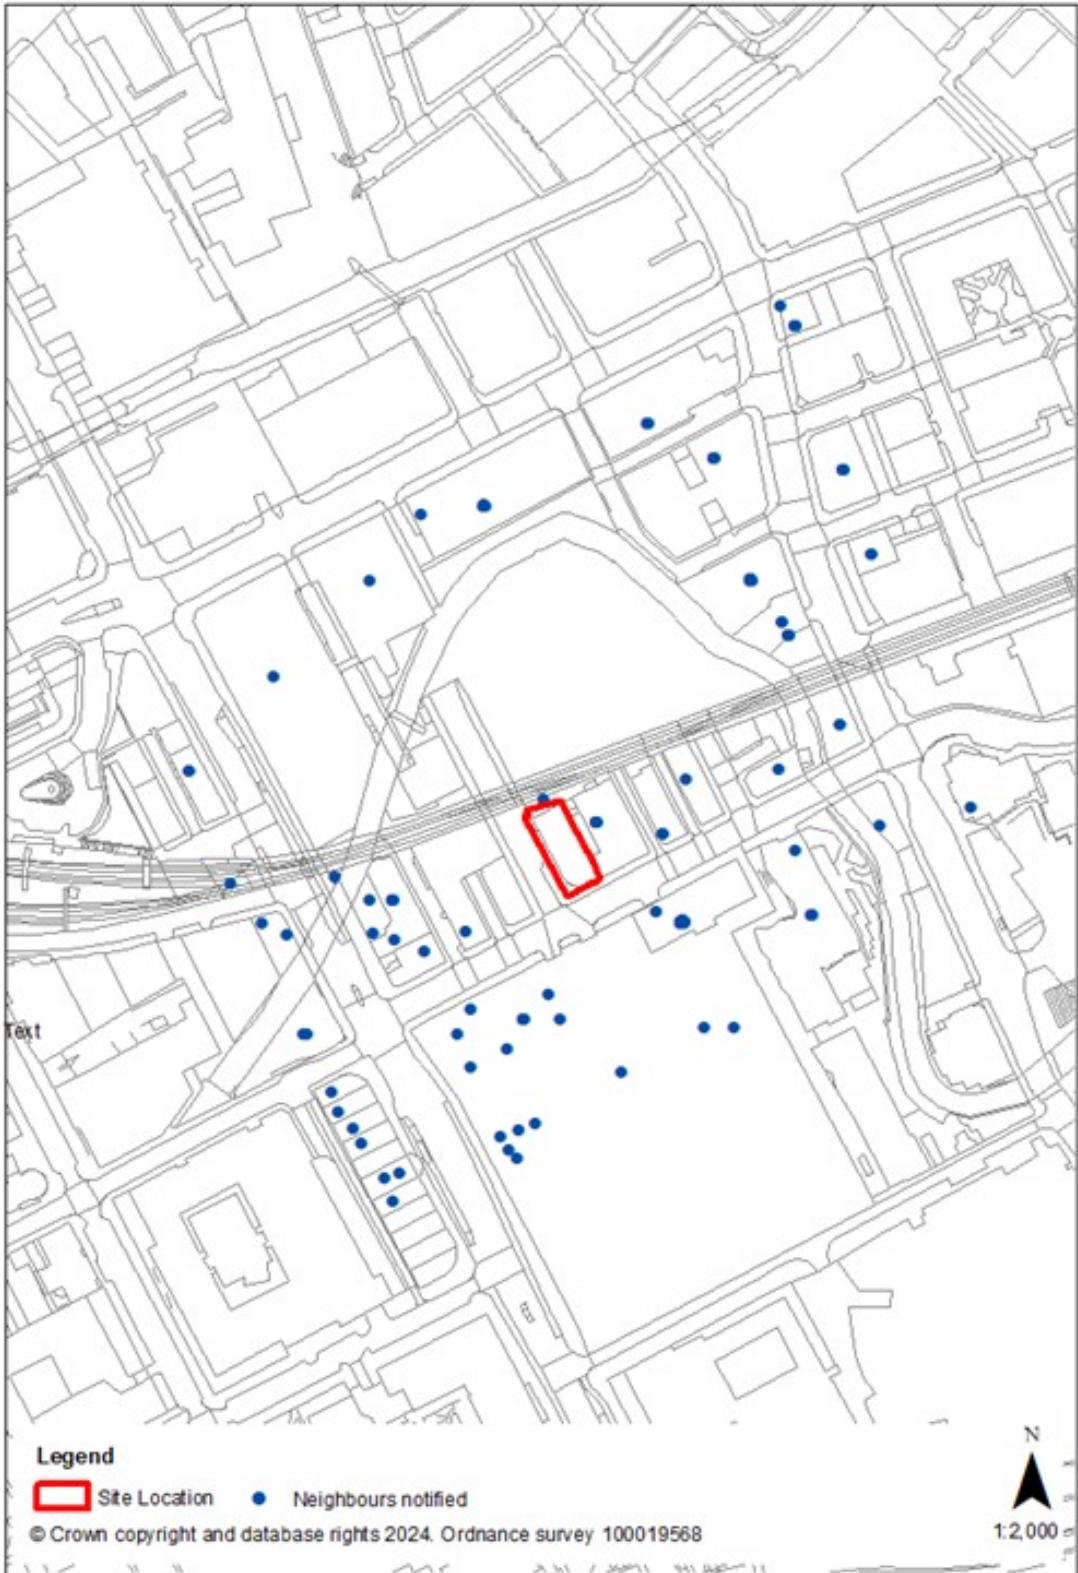 Text
N
Legend
Site Location
Neighbours notified
1:2,000
© Crown copyright and database rights 2024. Ordnance survey 100019568